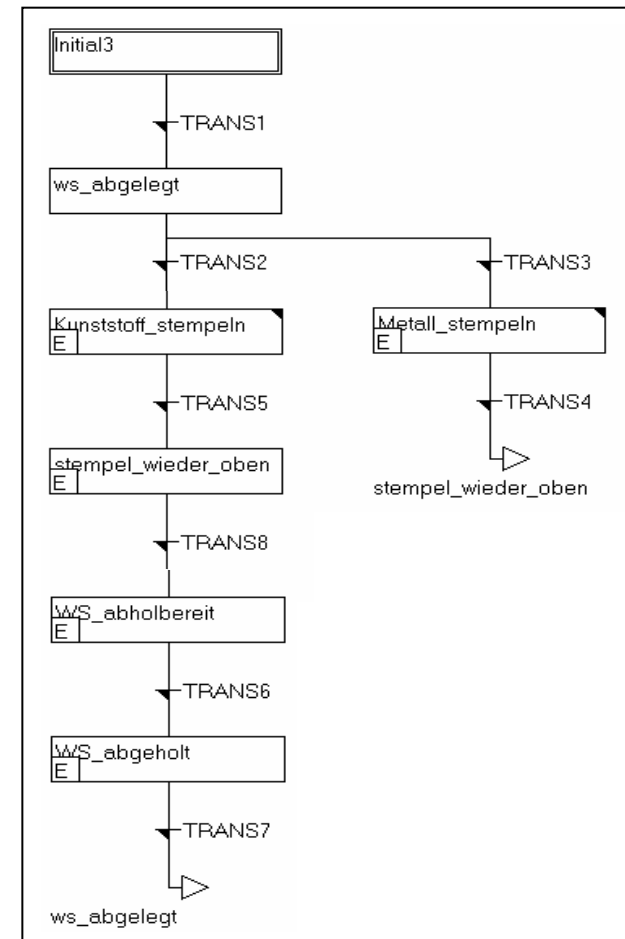 Initial3
TRANS1
ws_abgelegt
TRANS2
TRANS3
Kunststoff_stempeln
E
Metall_stempeln
E
TRANS5
TRANS4
stempel_wieder_oben
E
stempel_wieder_oben
TRANS8
WS_abholbereit
E
TRANS6
WS_abgeholt
E
TRANS7
ws_abgelegt